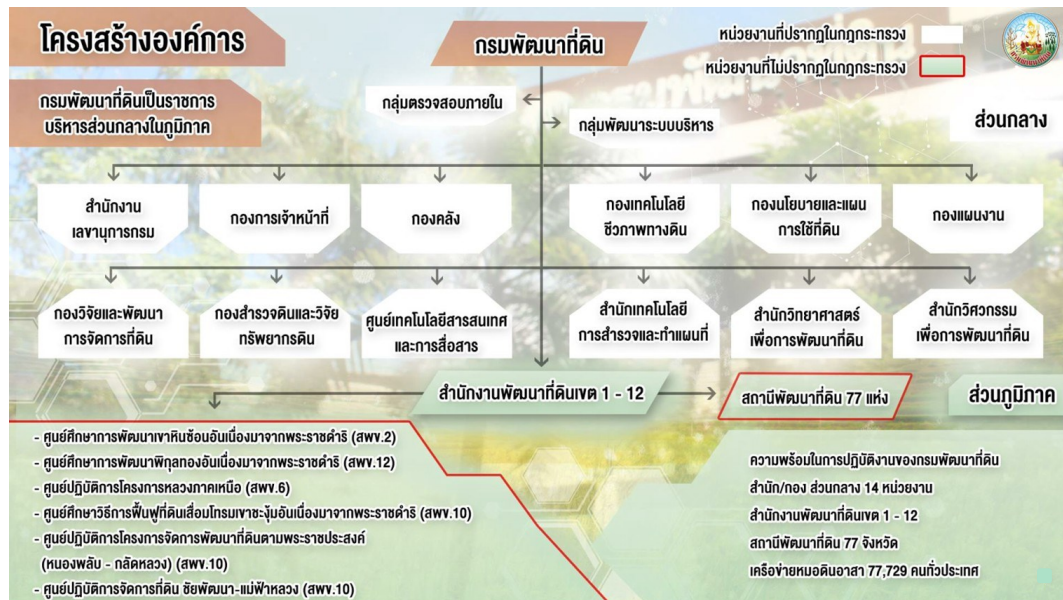 โครงสร้างองค์การ
กรมพัฒนาที่ดิน
หน่วยงานที่ปรากฏในกฎกระทรวง
หน่วยงานที่ไม่ปรากฏในกฎกระทรวง
กรมพัฒนาที่ดินเป็นราชการ
บริหารส่วนกลางในภูมิภาค
กลุ่มตรวจสอบภายใน
กลุ่มพัฒนาระบบบริหาร
ส่วนกลาง
สำนักงาน
เลขานุการกรม
กองการเจ้าหน้าที่
กองคลัง
กองเทคโนโลยี
ชีวภาพทางดิน
กองนโยบายและแผน
การใช้ที่ดิน
กองแผนงาน
กองวิจัยและพัฒนา
การจัดการที่ดิน
กองสำรวจดินและวิจัย
ทรัพยากรดิน
ศูนย์เทคโนโลยีสารสนเทศ
และการสื่อสาร
สำนักเทคโนโลยี
การสำรวจและทำแผนที่
สำนักวิทยาศาสตร์
เพื่อการพัฒนาที่ดิน
สำนักวิศวกรรม
เพื่อการพัฒนาที่ดิน
สำนักงานพัฒนาที่ดินเขต 1 - 12
สถานีพัฒนาที่ดิน 77 แห่ง
ส่วนภูมิภาค
- ศูนย์ศึกษาการพัฒนาเขาหินซ้อนอันเนื่องมาจากพระราชดำริ (สพข.2)
- ศูนย์ศึกษาการพัฒนาพิกุลทองอันเนื่องมาจากพระราชดำริ (สพข.12)
- ศูนย์ปฏิบัติการโครงการหลวงภาคเหนือ (สพข.6)
- ศูนย์ศึกษาวิธีการฟื้นฟูที่ดินเสื่อมโทรมเขาชะงุ้มอันเนื่องมาจากพระราชดำริ (สพข.10)
- ศูนย์ปฏิบัติการโครงการจัดการพัฒนาที่ดินตามพระราชประสงค์
(หนองพลับ - กลัดหลวง) (สพข.10)
- ศูนย์ปฏิบัติการจัดการที่ดิน ชัยพัฒนา-แม่ฟ้าหลวง (สพข.10)
ความพร้อมในการปฏิบัติงานของกรมพัฒนาที่ดิน
สำนัก/กอง ส่วนกลาง 14 หน่วยงาน
สำนักงานพัฒนาที่ดินเขต 1 - 12
สถานีพัฒนาที่ดิน 77 จังหวัด
เครือข่ายหมอดินอาสา 77,729 คนทั่วประเทศ